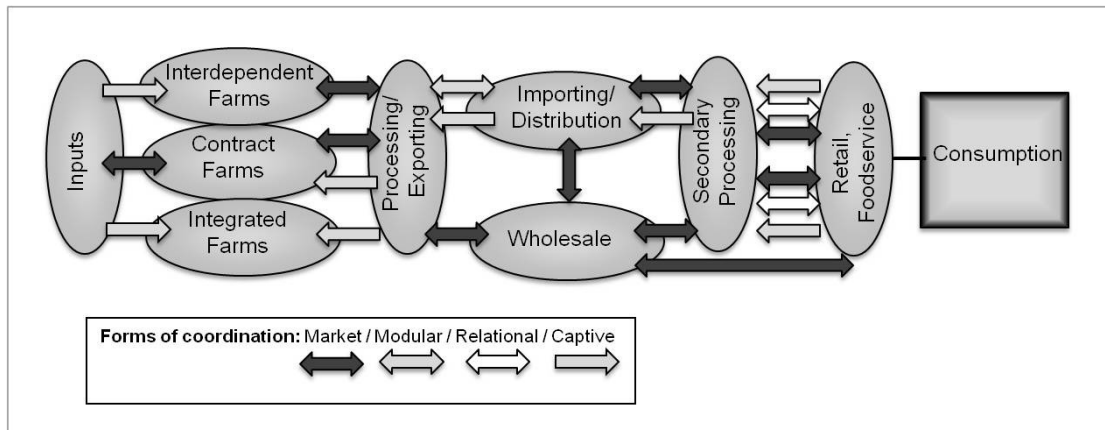 Inputs
Interdependent
Farms
Contract
Farms
Integrated
Farms
Processing/
Exporting
Importing/
Distribution
Wholesale
Secondary
Processing
Retail,
Foodservice
Consumption
Forms of coordination: Market / Modular / Relational / Captive